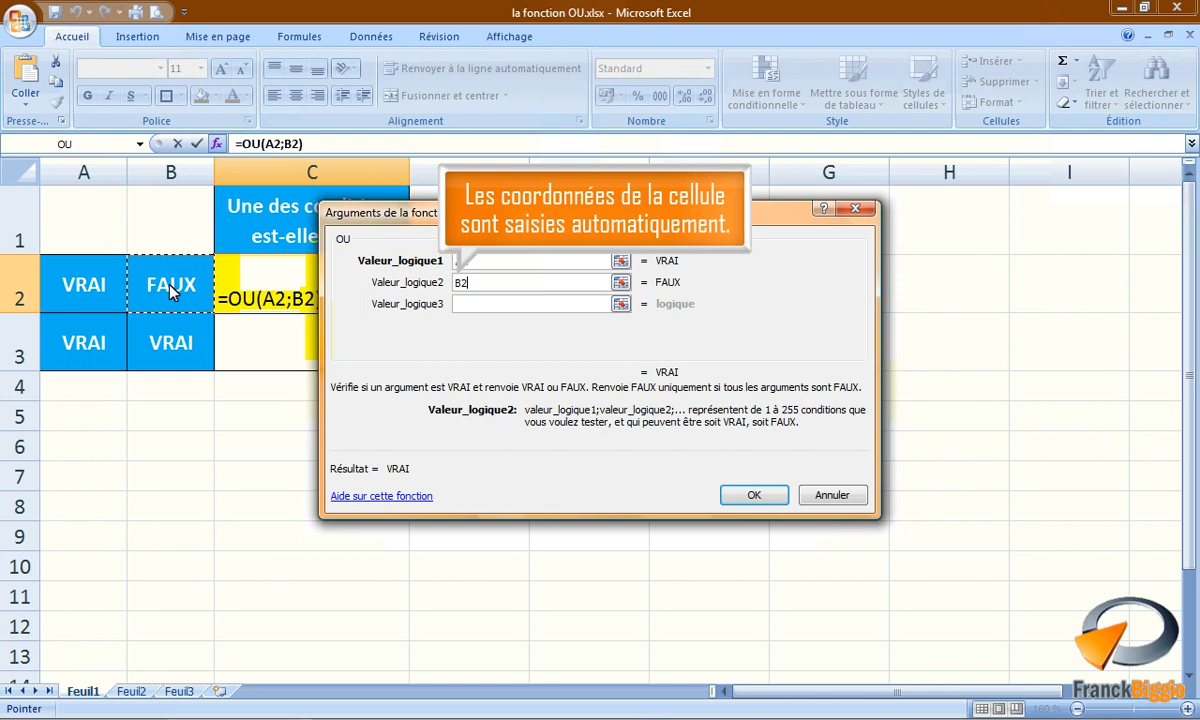 la fonction OU.xlsx - Microsoft Excel
Accueil Insertion Mise en page Formules Données Révision Affichage
Coller
11
G I S
Renvoyer à la ligne automatiquement
Fusionner et centrer
Standard
% 000
Mise en forme conditionnelle
Mettre sous forme de tableau
Styles de cellules
Insérer
Supprimer
Format
Σ
Trier et filtrer
Rechercher et sélectionner
Presse-... Police Alignement Nombre Style Cellules Édition
OU fx =OU(A2;B2)
A B C G H I
1
Une des
est-elle
2 VRAI FAUX =OU(A2;B2)
3 VRAI VRAI
4
5
6
7
8
9
10
11
12
13
14
Les coordonnées de la cellule
sont saisies automatiquement.
Arguments de la fonct
OU
Valeur_logique1 = VRAI
Valeur_logique2 B2 = FAUX
Valeur_logique3 = logique
= VRAI
Vérifie si un argument est VRAI et renvoie VRAI ou FAUX. Renvoie FAUX uniquement si tous les arguments sont FAUX.
Valeur_logique2: valeur_logique1;valeur_logique2;... représentent de 1 à 255 conditions que
vous voulez tester, et qui peuvent être soit VRAI, soit FAUX.
Résultat = VRAI
Aide sur cette fonction
OK Annuler
Feuil1 Feuil2 Feuil3
FranckBiggio
Pointer 160 %